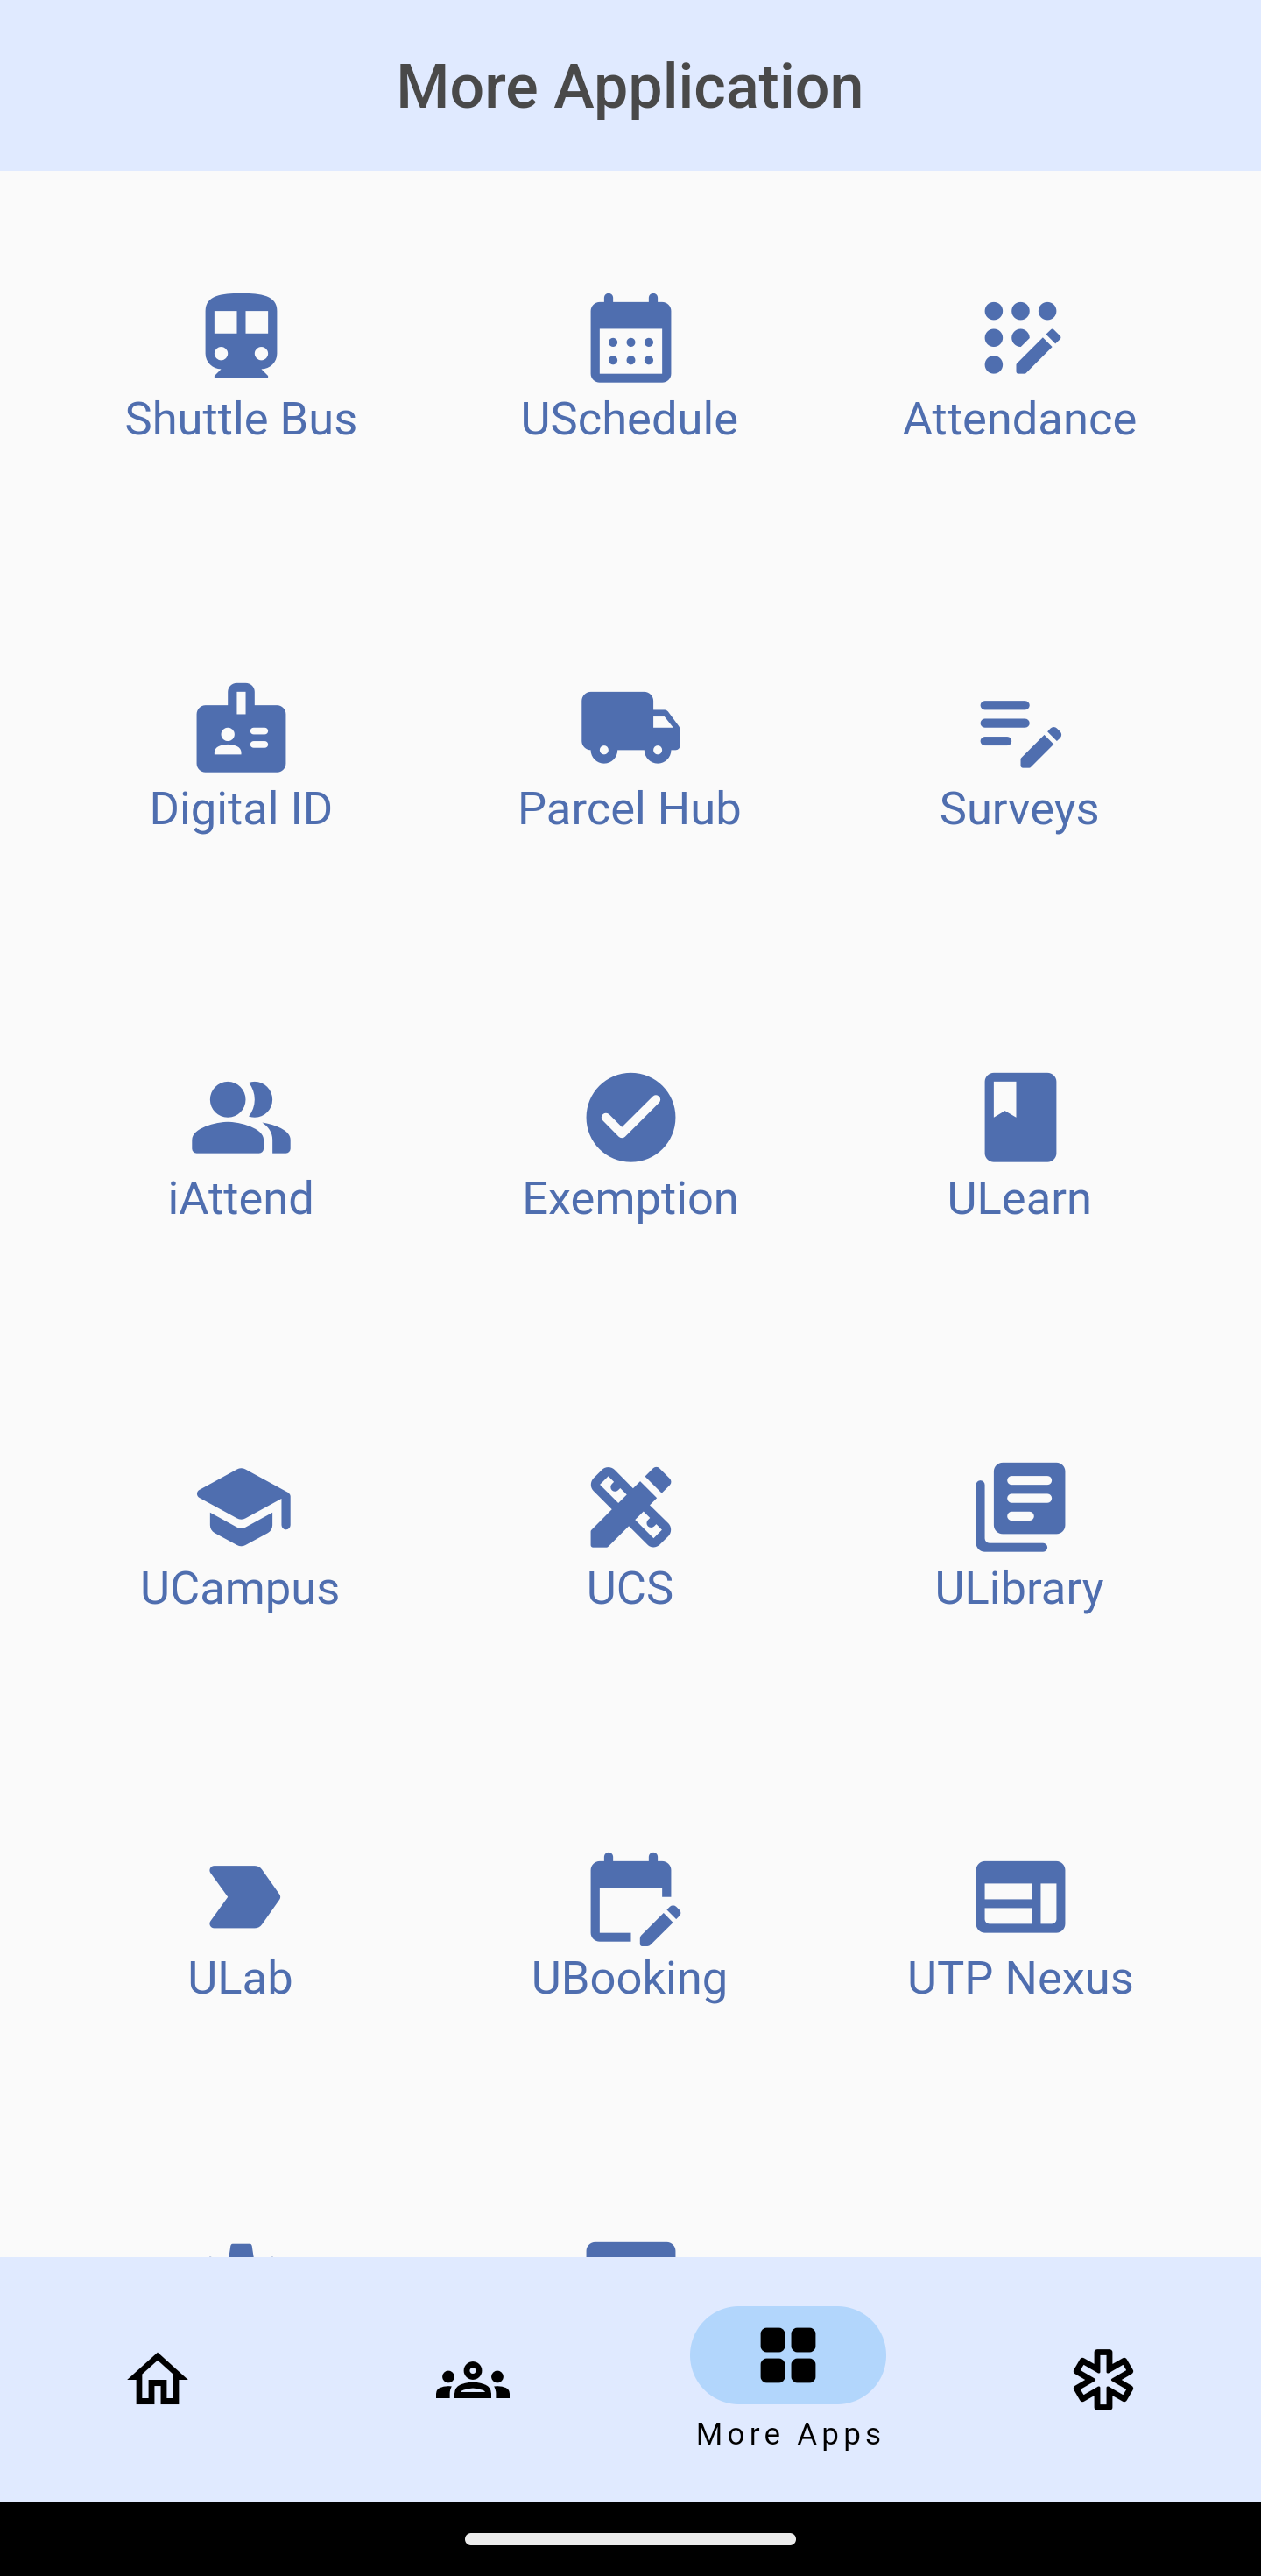 More Application
Shuttle Bus
USchedule
Attendance
Digital ID
Parcel Hub
Surveys
iAttend
Exemption
ULearn
UCampus
UCS
ULibrary
ULab
UBooking
UTP Nexus
More Apps